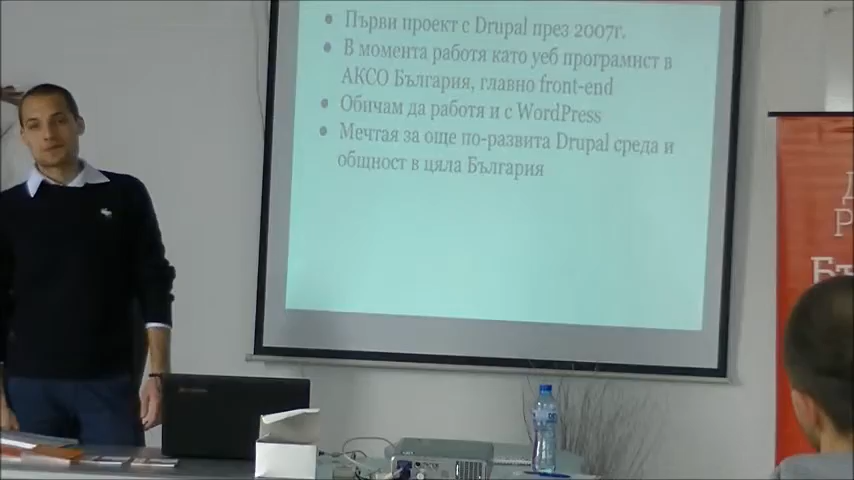 Първи проект с Drupal през 2007г.
В момента работя като уеб програмист в
АКСО България, главно front-end
Обичам да работя и с WordPress
Мечтая за още по-развита Drupal среда и
общност в цяла България